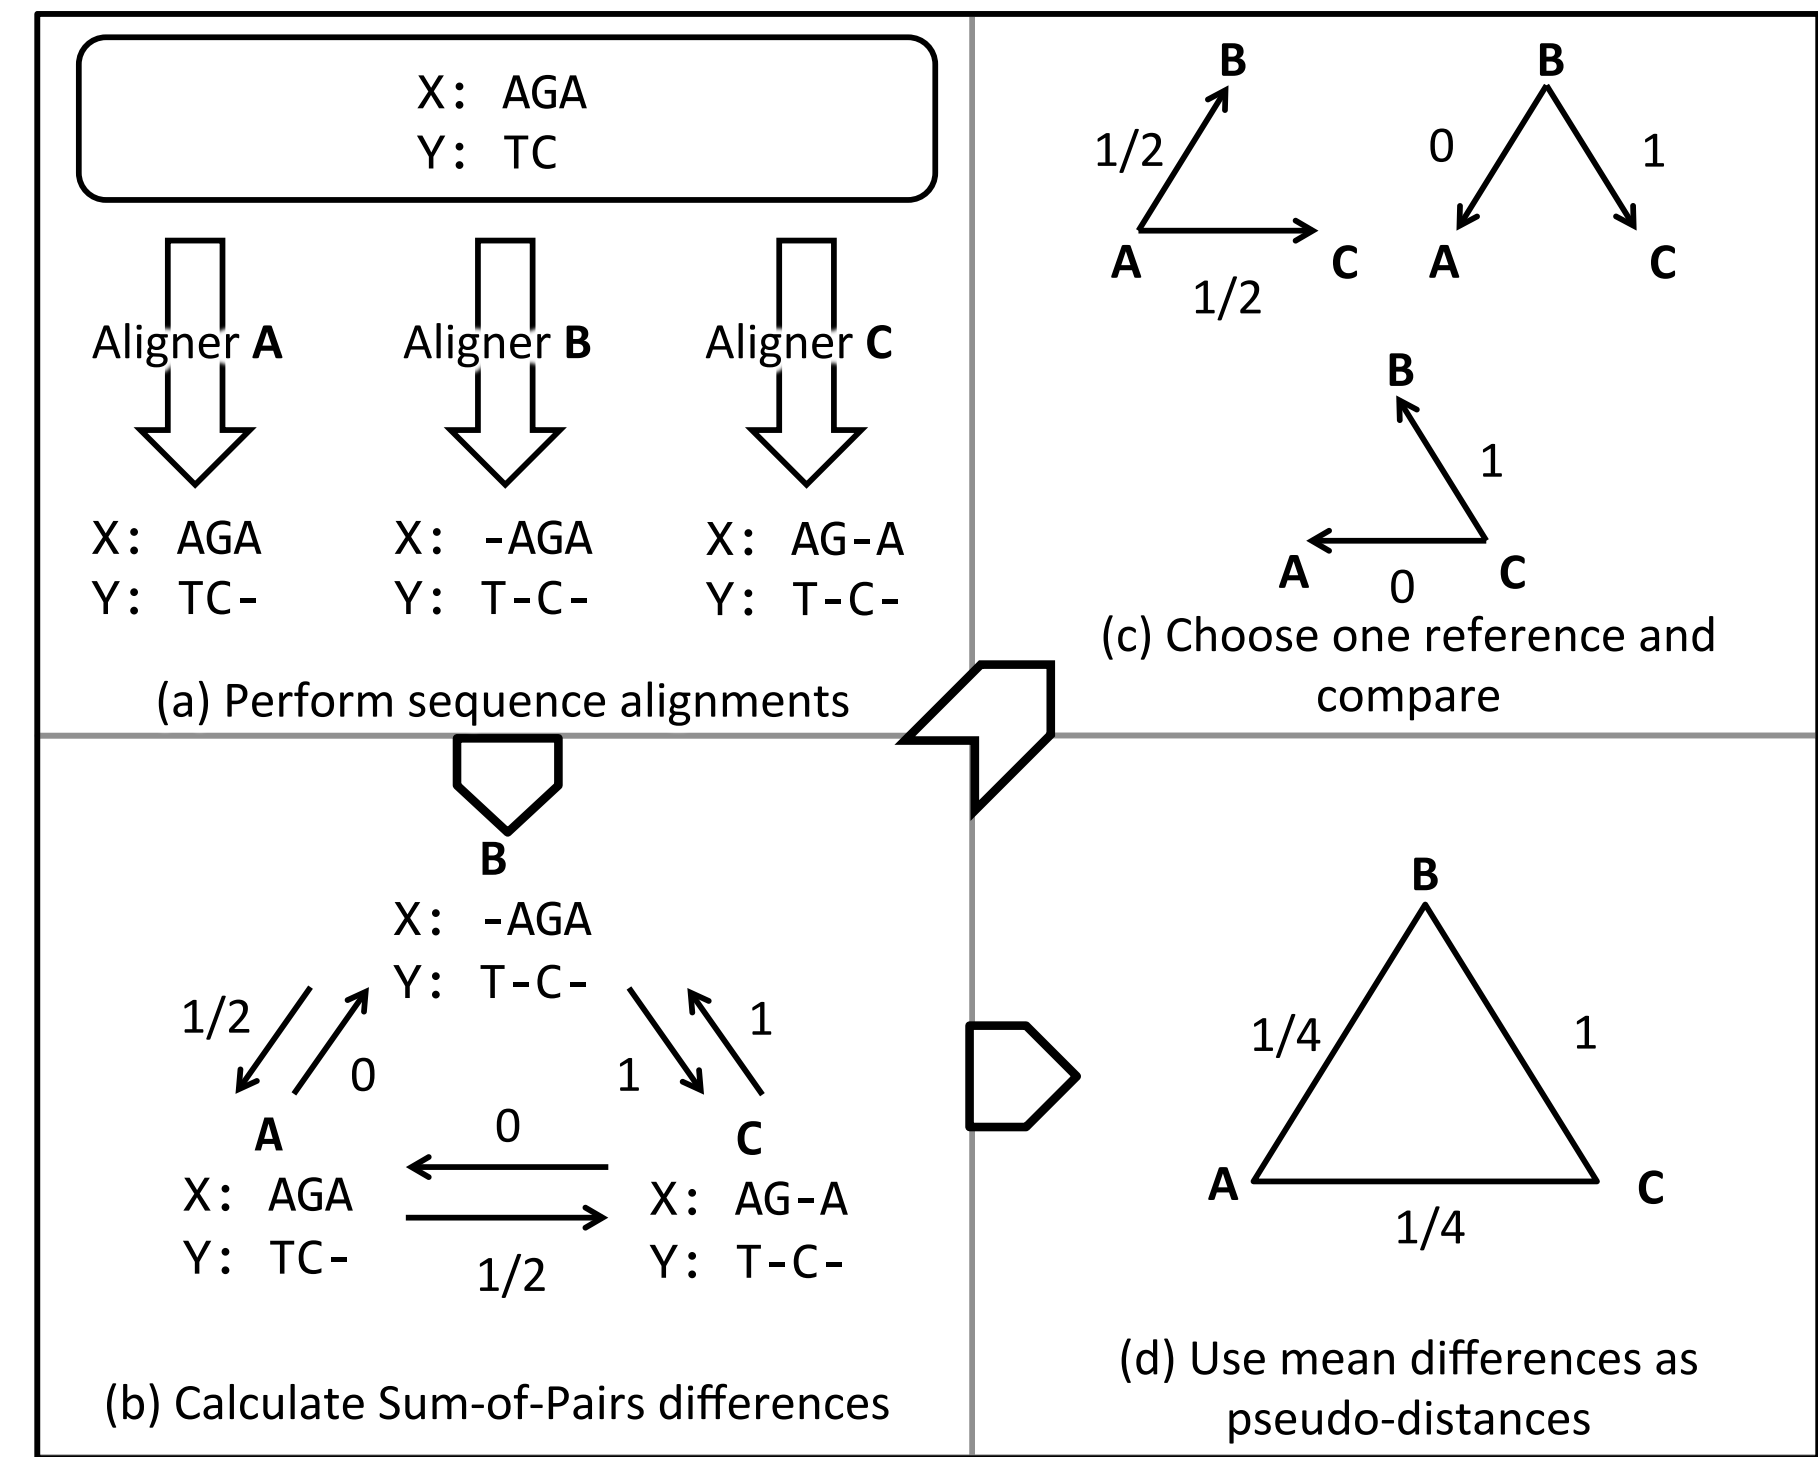 X: AGA
Y: TC
Aligner A
Aligner B
Aligner C
X: AGA
Y: TC-
X: -AGA
Y: T-C-
X: AG-A
Y: T-C-
(a) Perform sequence alignments
B
1/2
A
1/2
C
B
0
1
A
C
B
1
A
0
C
(c) Choose one reference and
compare
B
X: -AGA
Y: T-C-
1/2
0
1
1
A
X: AGA
Y: TC-
0
1/2
C
X: AG-A
Y: T-C-
(b) Calculate Sum-of-Pairs differences
B
1/4
1
A
C
1/4
(d) Use mean differences as
pseudo-distances